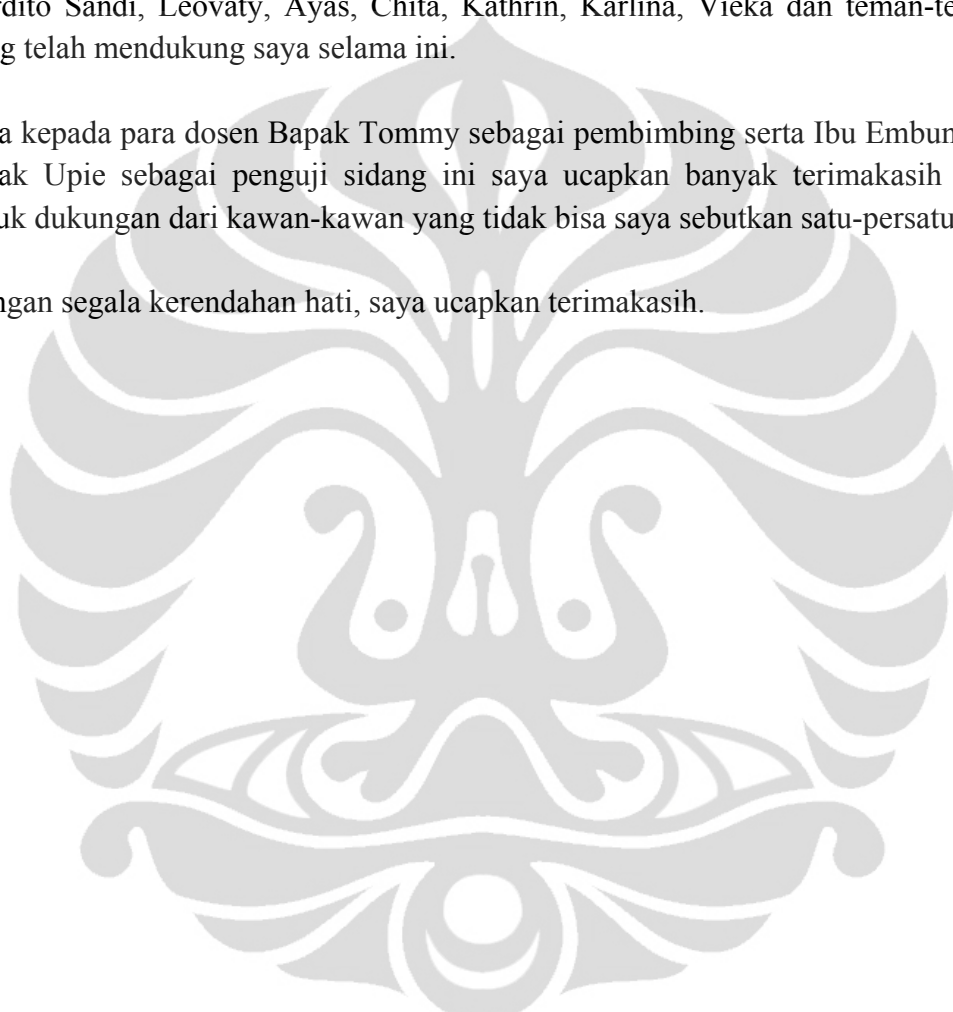 rdito Sandi, Leovaty, Ayas, Chita, Kathrin, Karlina, Vieka dan teman-te
g telah mendukung saya selama ini.
a kepada para dosen Bapak Tommy sebagai pembimbing serta Ibu Embun
ak Upie sebagai penguji sidang ini saya ucapkan banyak terimakasih
uk dukungan dari kawan-kawan yang tidak bisa saya sebutkan satu-persatu
ngan segala kerendahan hati, saya ucapkan terimakasih.